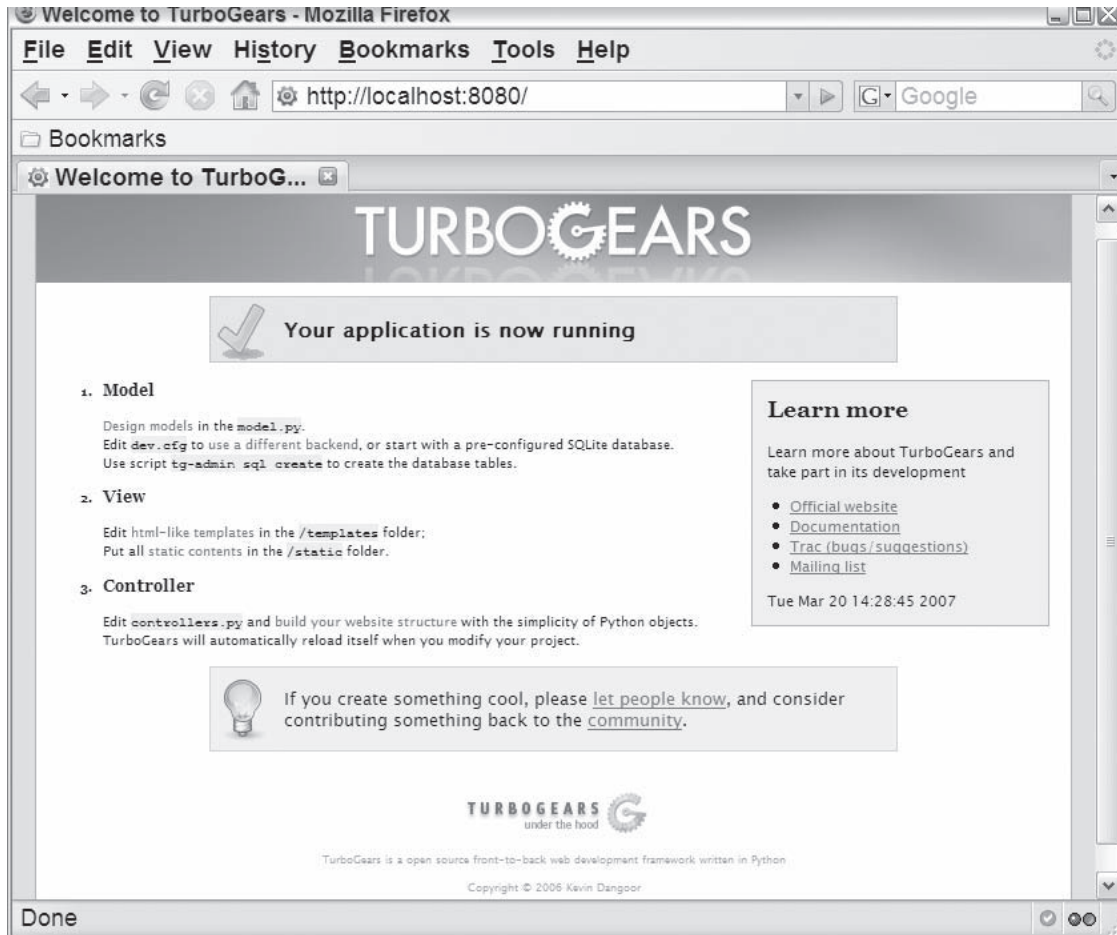 Welcome to TurboGears - Mozilla Firefox
File Edit View History Bookmarks Tools Help
http://localhost:8080/
G Google
Bookmarks
Welcome to TurboG...
TURBOGEARS
Your application is now running
1. Model
Design models in the model.py.
Edit dev.cfg to use a different backend, or start with a pre-configured SQLite database.
Use script tg-admin sql create to create the database tables.
2. View
Edit html-like templates in the /templates folder;
Put all static contents in the /static folder.
3. Controller
Edit controllers.py and build your website structure with the simplicity of Python objects.
TurboGears will automatically reload itself when you modify your project.
Learn more
Learn more about TurboGears and
take part in its development
• Official website
• Documentation
• Trac (bugs/suggestions)
• Mailing list
Tue Mar 20 14:28:45 2007
If you create something cool, please let people know, and consider
contributing something back to the community.
TURBOGEARS
under the hood
TurboGears is a open source front-to-back web development framework written in Python
Copyright © 2006 Kevin Dangoor
Done